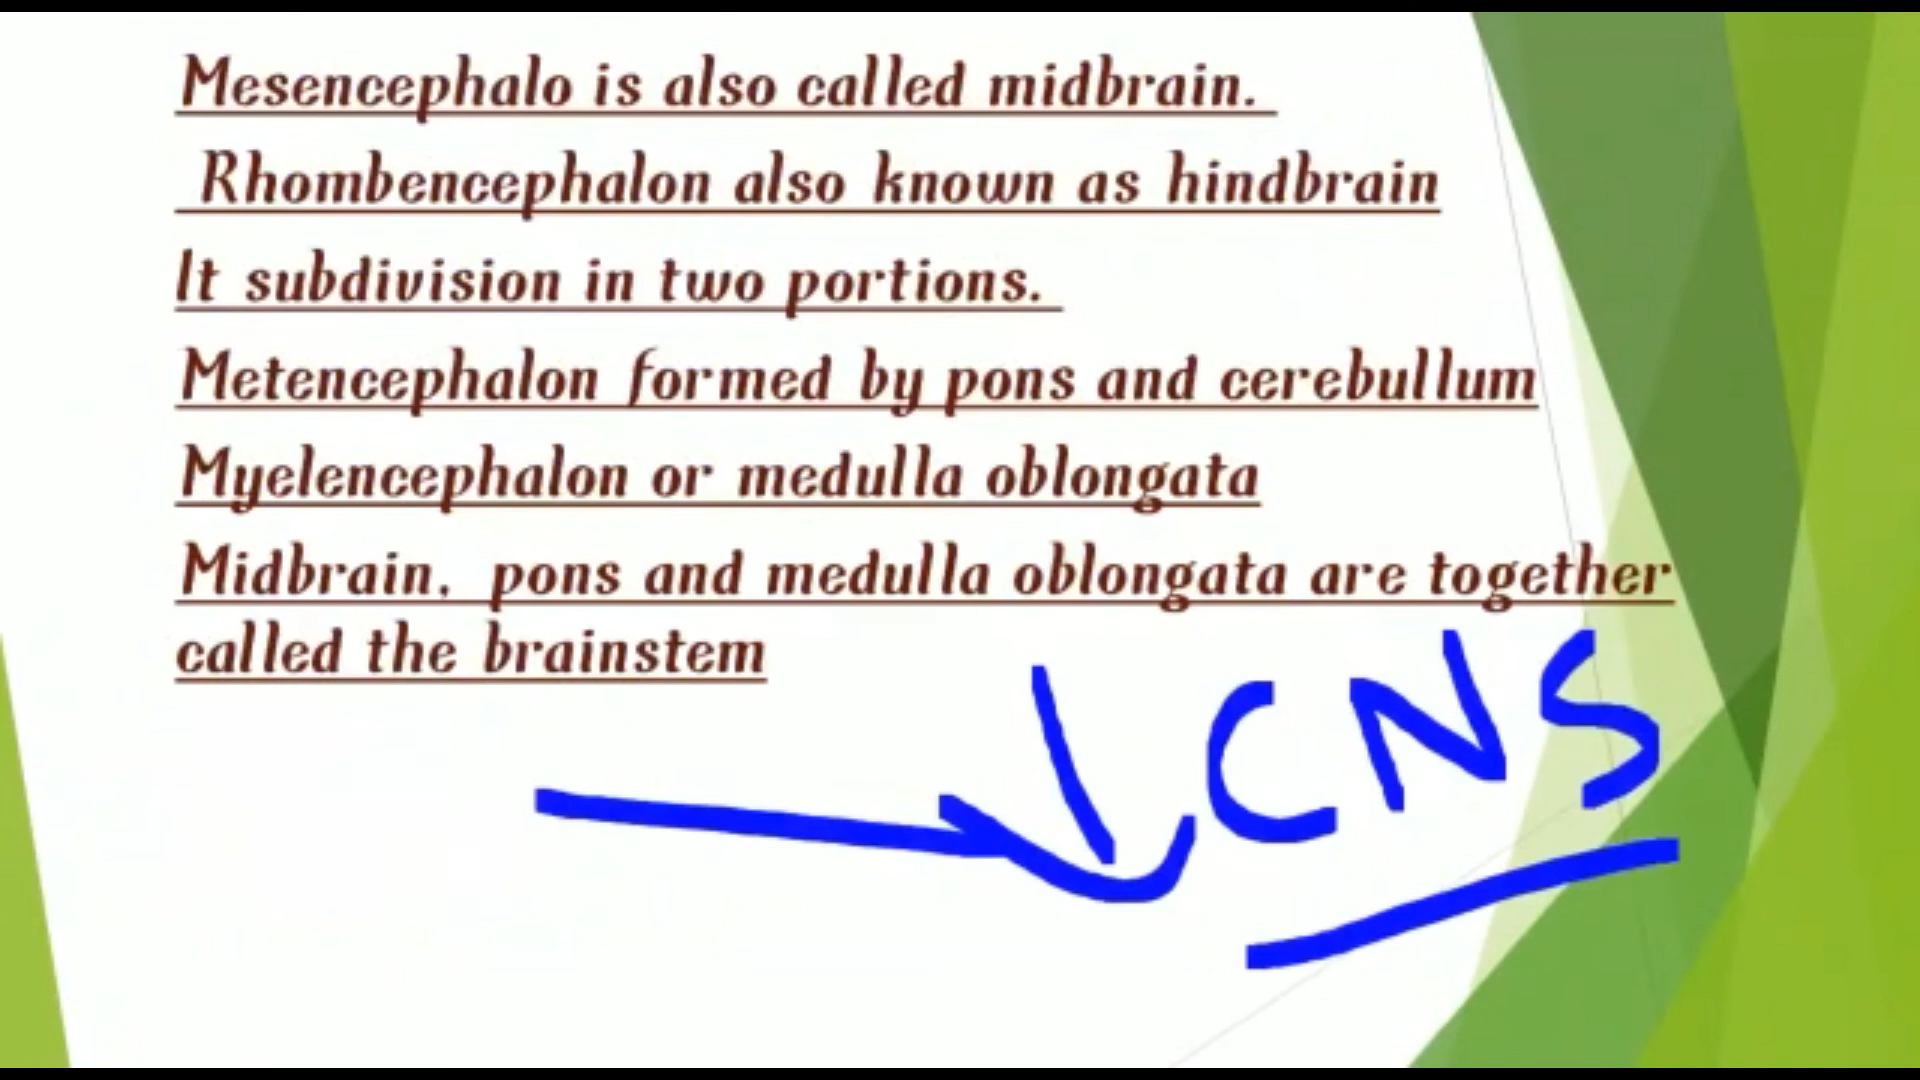 Mesencephalo is also called midbrain.
Rhombencephalon also known as hindbrain
It subdivision in two portions.
Metencephalon formed by pons and cerebullum
Myelencephalon or medulla oblongata
Midbrain, pons and medulla oblongata are together
called the brainstem
CNS